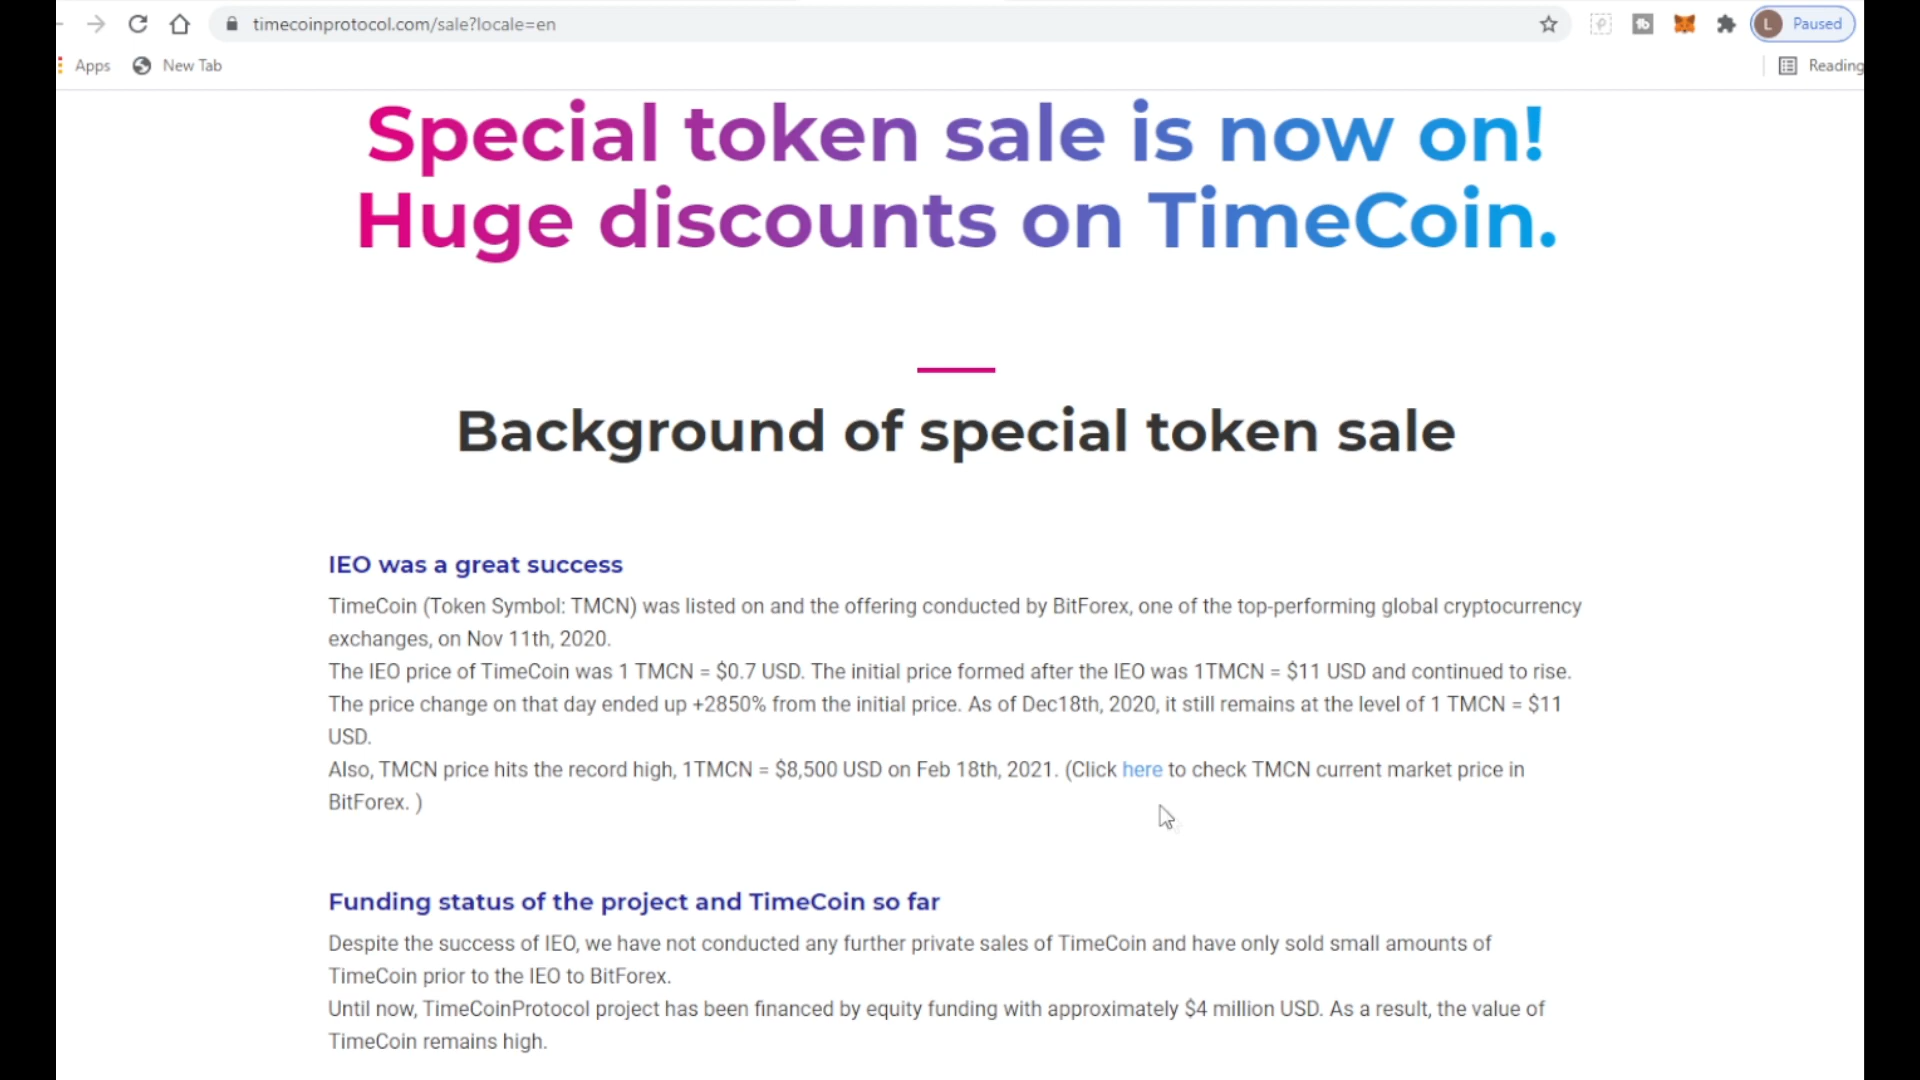 timecoinprotocol.com/sale?locale=en
L Paused
Apps New Tab Reading
Special token sale is now on!
Huge discounts on TimeCoin.
Background of special token sale
IEO was a great success
TimeCoin (Token Symbol: TMCN) was listed on and the offering conducted by BitForex, one of the top-performing global cryptocurrency
exchanges, on Nov 11th, 2020.
The IEO price of TimeCoin was 1 TMCN = $0.7 USD. The initial price formed after the IEO was 1TMCN = $11 USD and continued to rise.
The price change on that day ended up +2850% from the initial price. As of Dec18th, 2020, it still remains at the level of 1 TMCN = $11
USD.
Also, TMCN price hits the record high, 1TMCN = $8,500 USD on Feb 18th, 2021. (Click here to check TMCN current market price in
BitForex. )
Funding status of the project and TimeCoin so far
Despite the success of IEO, we have not conducted any further private sales of TimeCoin and have only sold small amounts of
TimeCoin prior to the IEO to BitForex.
Until now, TimeCoinProtocol project has been financed by equity funding with approximately $4 million USD. As a result, the value of
TimeCoin remains high.